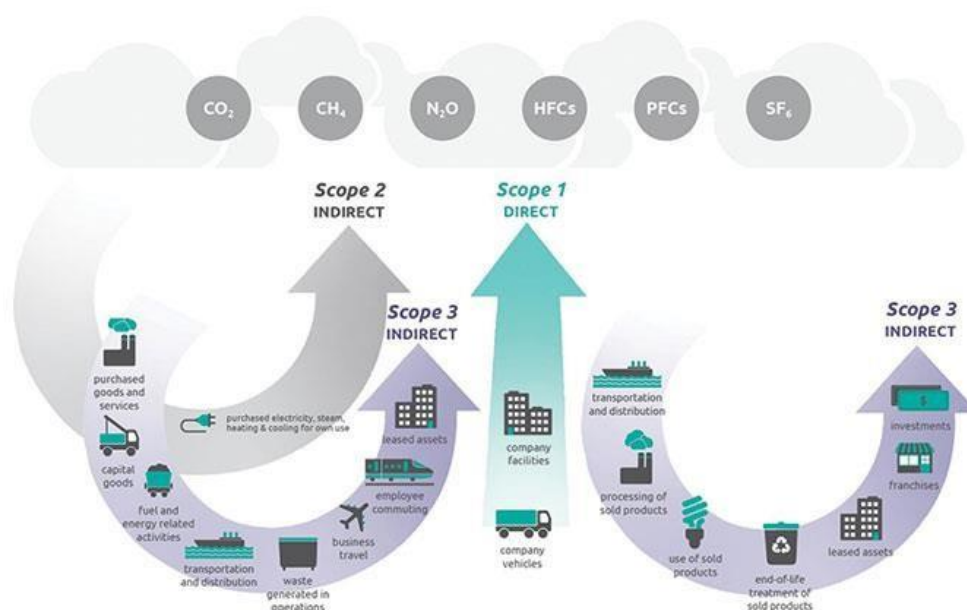 CO₂
CH₄
N₂O
HFCs
PFCs
SF₆
Scope 2
INDIRECT
Scope 1
DIRECT
Scope 3
INDIRECT
Scope 3
INDIRECT
purchased
goods and
services
capital
goods
fuel and
energy related
activities
transportation
and distribution
waste
generated in
operations
business
travel
employee
commuting
leased assets
purchased electricity, steam,
heating & cooling for own use
company
facilities
company
vehicles
transportation
and distribution
processing of
sold products
use of sold
products
end-of-life
treatment of
sold products
leased assets
franchises
investments
$